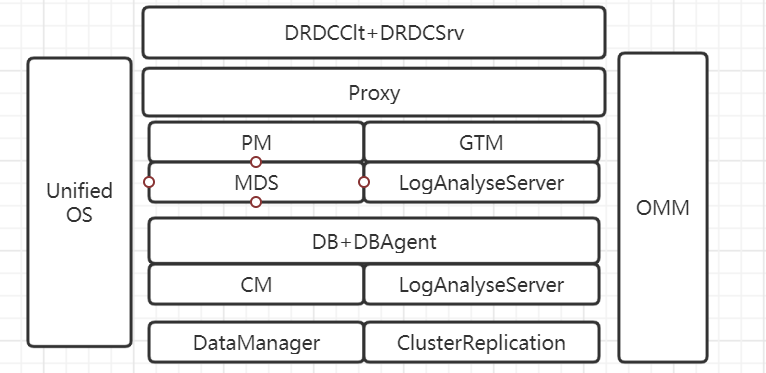 DRDCClt+DRDCSrv
Proxy
PM
GTM
MDS
LogAnalyseServer
Unified
OS
OMM
DB+DBAgent
CM
LogAnalyseServer
DataManager
ClusterReplication